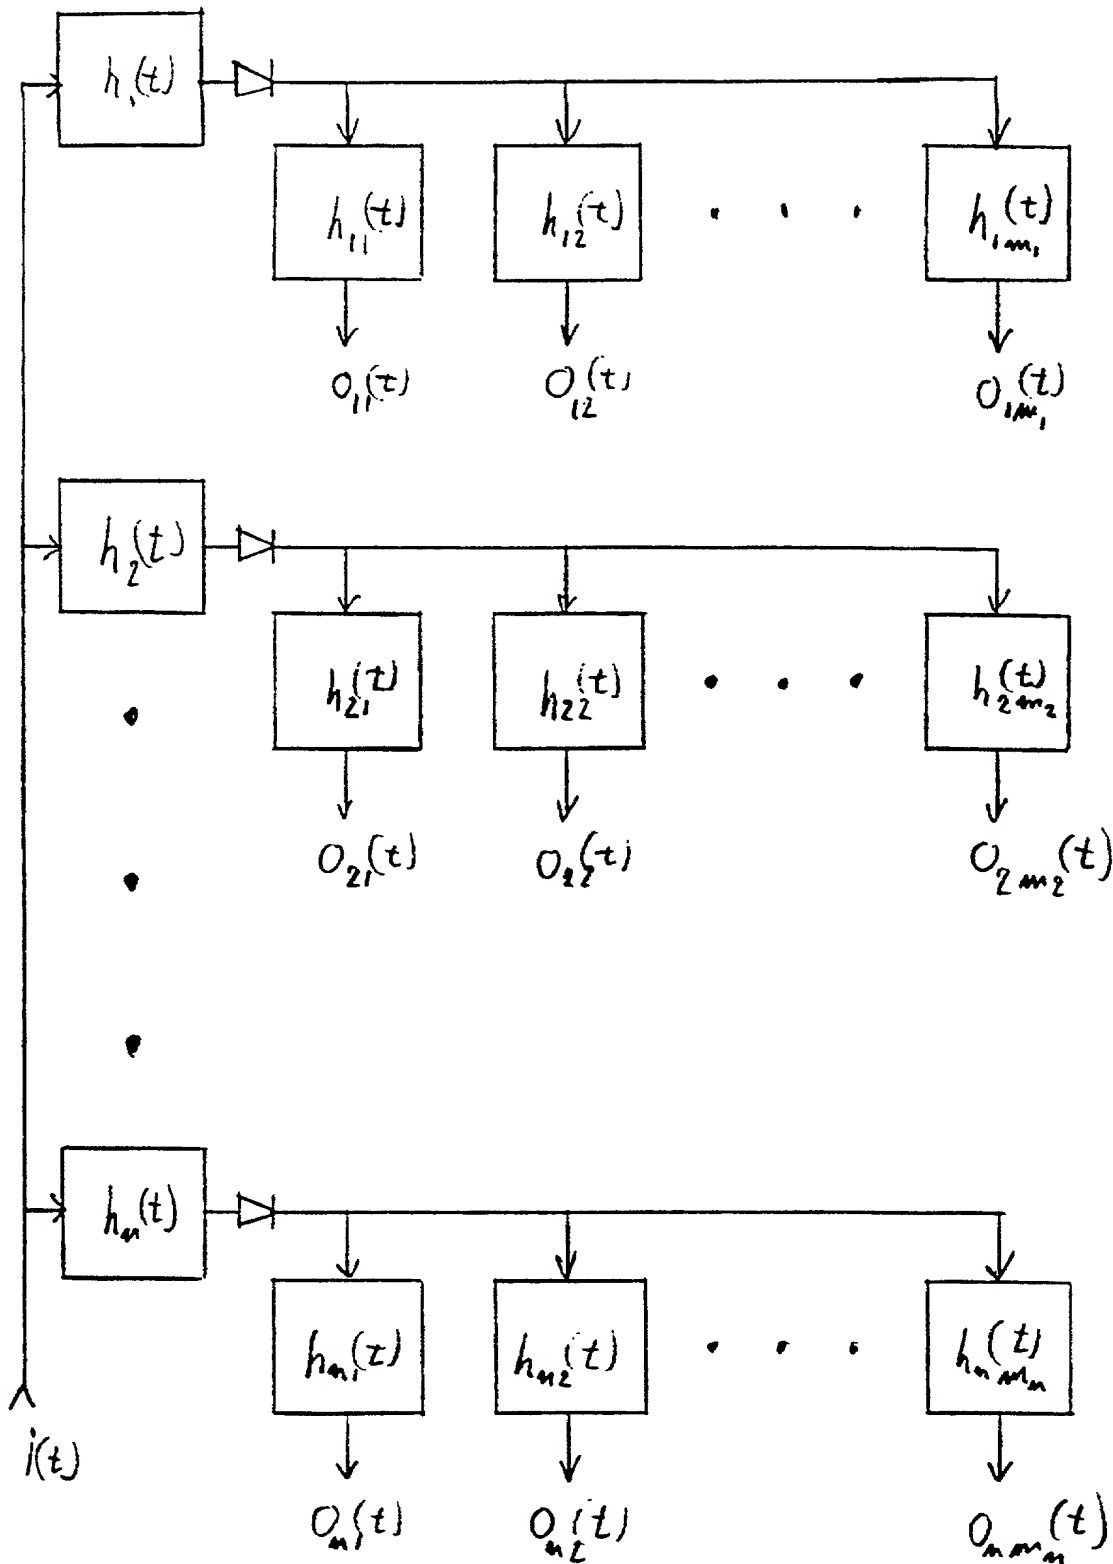 h₁(t)
h₁₁(t) h₁₂(t) . . . h₁ₘ₁(t)
O₁₁(t) O₁₂(t) O₁ₘ₁(t)
h₂(t)
h₂₁(t) h₂₂(t) . . . h₂ₘ₂(t)
O₂₁(t) O₂₂(t) O₂ₘ₂(t)
hₙ(t)
hₙ₁(t) hₙ₂(t) . . . hₙₘₙ(t)
i(t)
Oₙ₁(t) Oₙ₂(t) Oₙₘₙ(t)